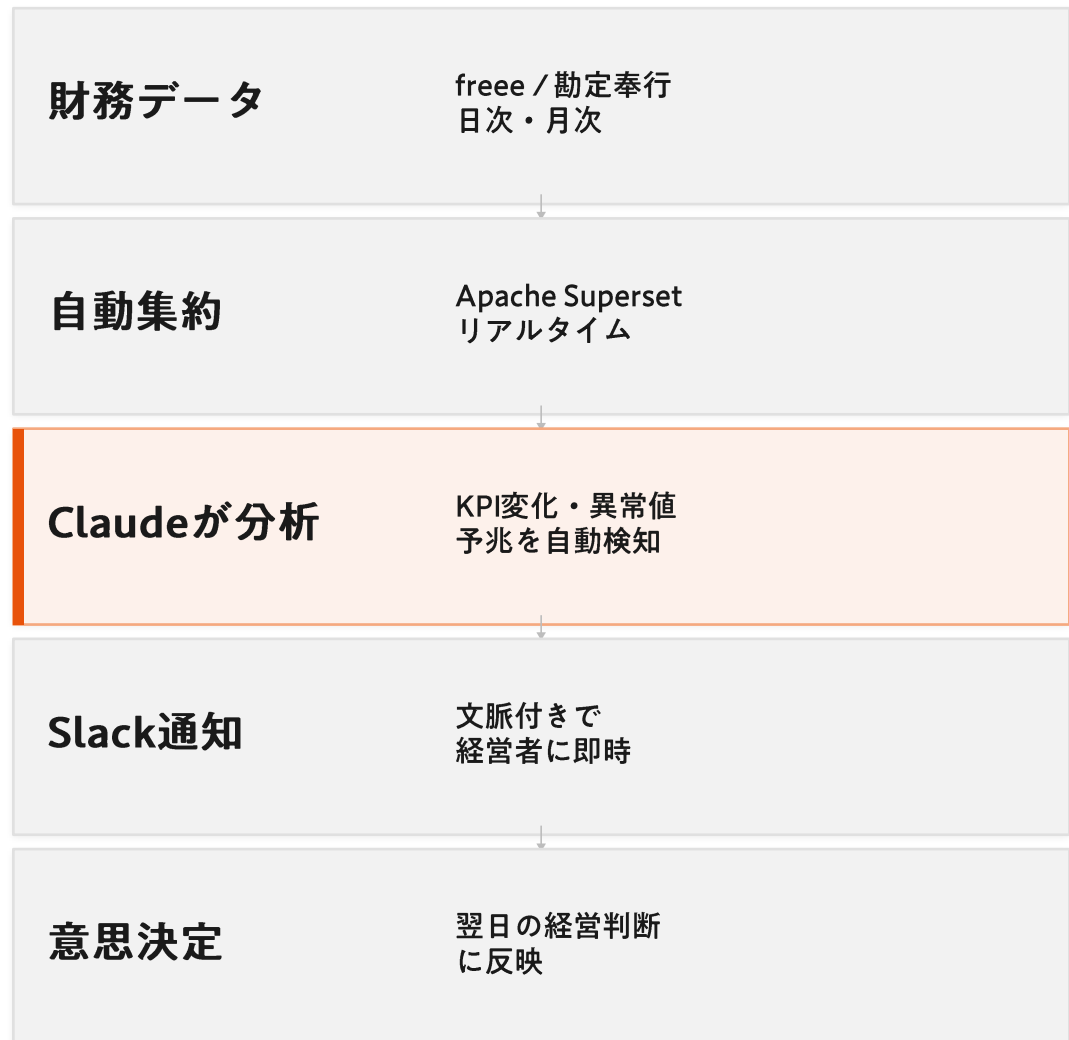 財務データ
freee / 勘定奉行
日次・月次
自動集約
Apache Superset
リアルタイム
Claudeが分析
KPI変化・異常値
予兆を自動検知
Slack通知
文脈付きで
経営者に即時
意思決定
翌日の経営判断
に反映